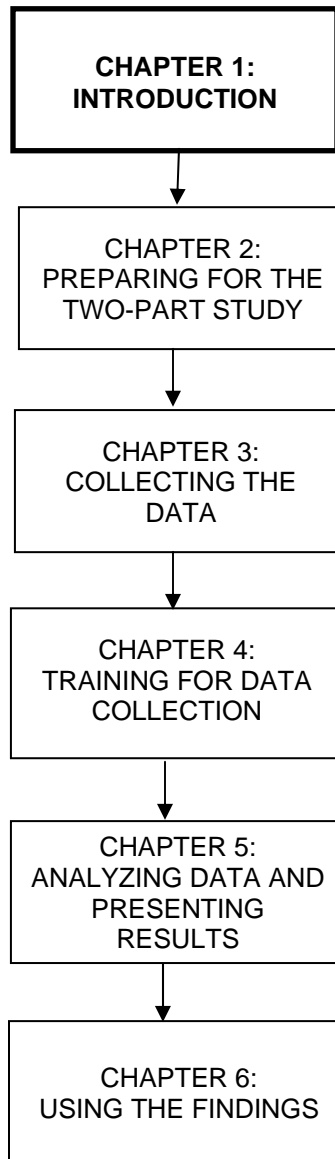 CHAPTER 1:
INTRODUCTION
CHAPTER 2:
PREPARING FOR THE
TWO-PART STUDY
CHAPTER 3:
COLLECTING THE
DATA
CHAPTER 4:
TRAINING FOR DATA
COLLECTION
CHAPTER 5:
ANALYZING DATA AND
PRESENTING
RESULTS
CHAPTER 6:
USING THE FINDINGS